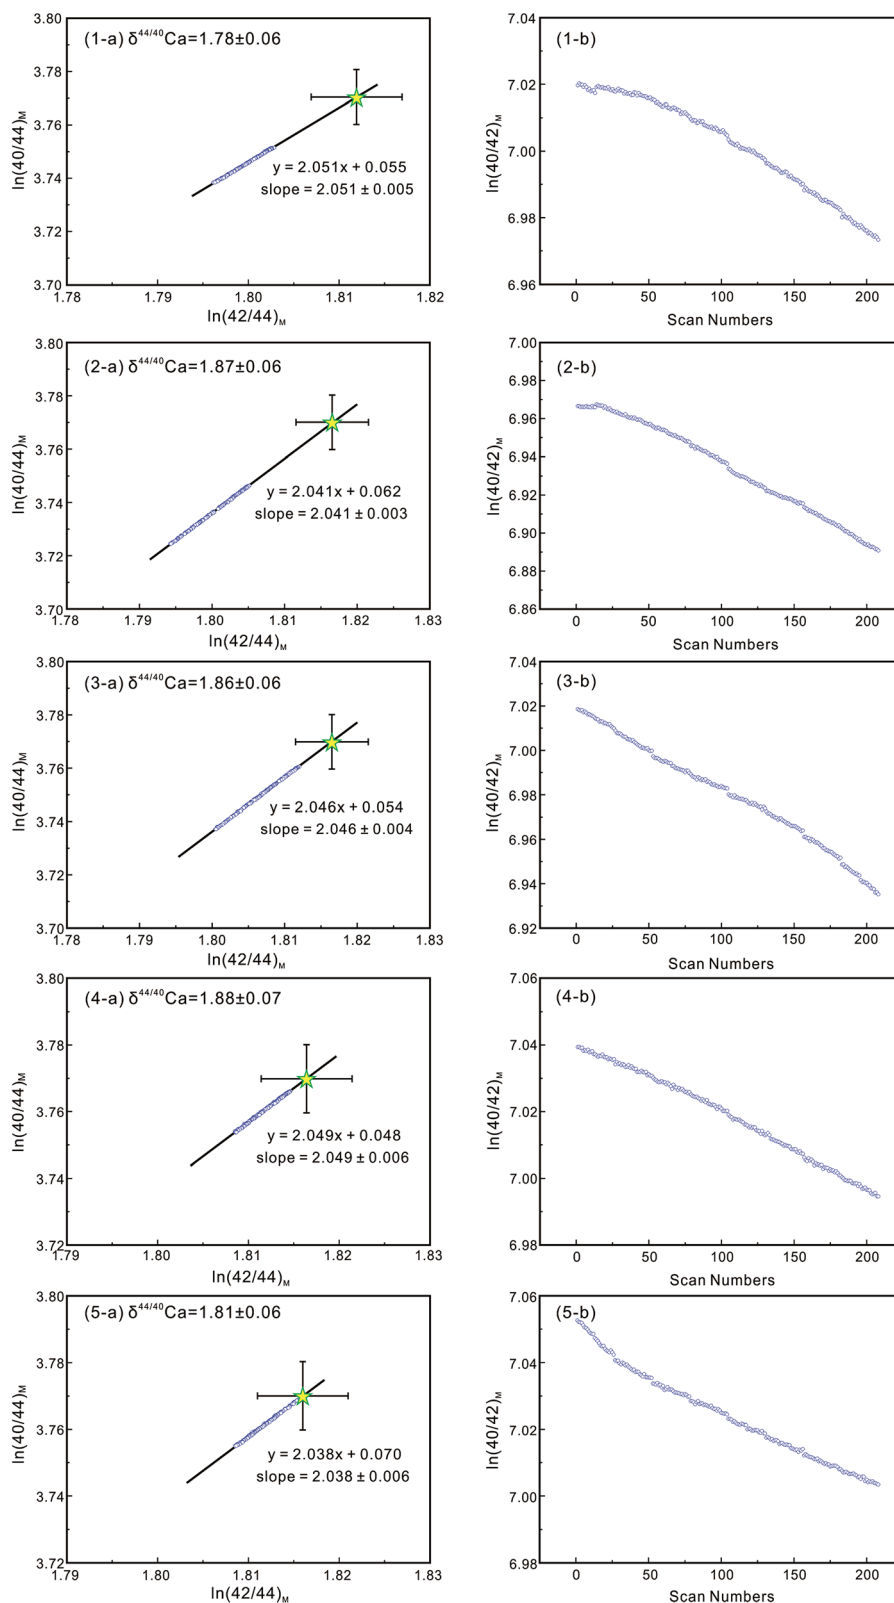 (1-a) δ44/40Ca=1.78±0.06
3.80
3.78
3.76
3.74
3.72
3.70
ln(40/44)M
y = 2.051x + 0.055
slope = 2.051 ± 0.005
1.78 1.79 1.80 1.81 1.82
ln(42/44)M
(1-b)
7.04
7.02
7.00
6.98
6.96
ln(40/42)M
0 50 100 150 200
Scan Numbers
(2-a) δ44/40Ca=1.87±0.06
3.80
3.78
3.76
3.74
3.72
3.70
ln(40/44)M
y = 2.041x + 0.062
slope = 2.041 ± 0.003
1.78 1.79 1.80 1.81 1.82 1.83
ln(42/44)M
(2-b)
7.00
6.98
6.96
6.94
6.92
6.90
6.88
6.86
ln(40/42)M
0 50 100 150 200
Scan Numbers
(3-a) δ44/40Ca=1.86±0.06
3.80
3.78
3.76
3.74
3.72
3.70
ln(40/44)M
y = 2.046x + 0.054
slope = 2.046 ± 0.004
1.78 1.79 1.80 1.81 1.82 1.83
ln(42/44)M
(3-b)
7.04
7.02
7.00
6.98
6.96
6.94
6.92
ln(40/42)M
0 50 100 150 200
Scan Numbers
(4-a) δ44/40Ca=1.88±0.07
3.80
3.78
3.76
3.74
3.72
ln(40/44)M
y = 2.049x + 0.048
slope = 2.049 ± 0.006
1.79 1.80 1.81 1.82 1.83
ln(42/44)M
(4-b)
7.06
7.04
7.02
7.00
6.98
ln(40/42)M
0 50 100 150 200
Scan Numbers
(5-a) δ44/40Ca=1.81±0.06
3.80
3.78
3.76
3.74
3.72
ln(40/44)M
y = 2.038x + 0.070
slope = 2.038 ± 0.006
1.79 1.80 1.81 1.82 1.83
ln(42/44)M
(5-b)
7.06
7.04
7.02
7.00
6.98
ln(40/42)M
0 50 100 150 200
Scan Numbers